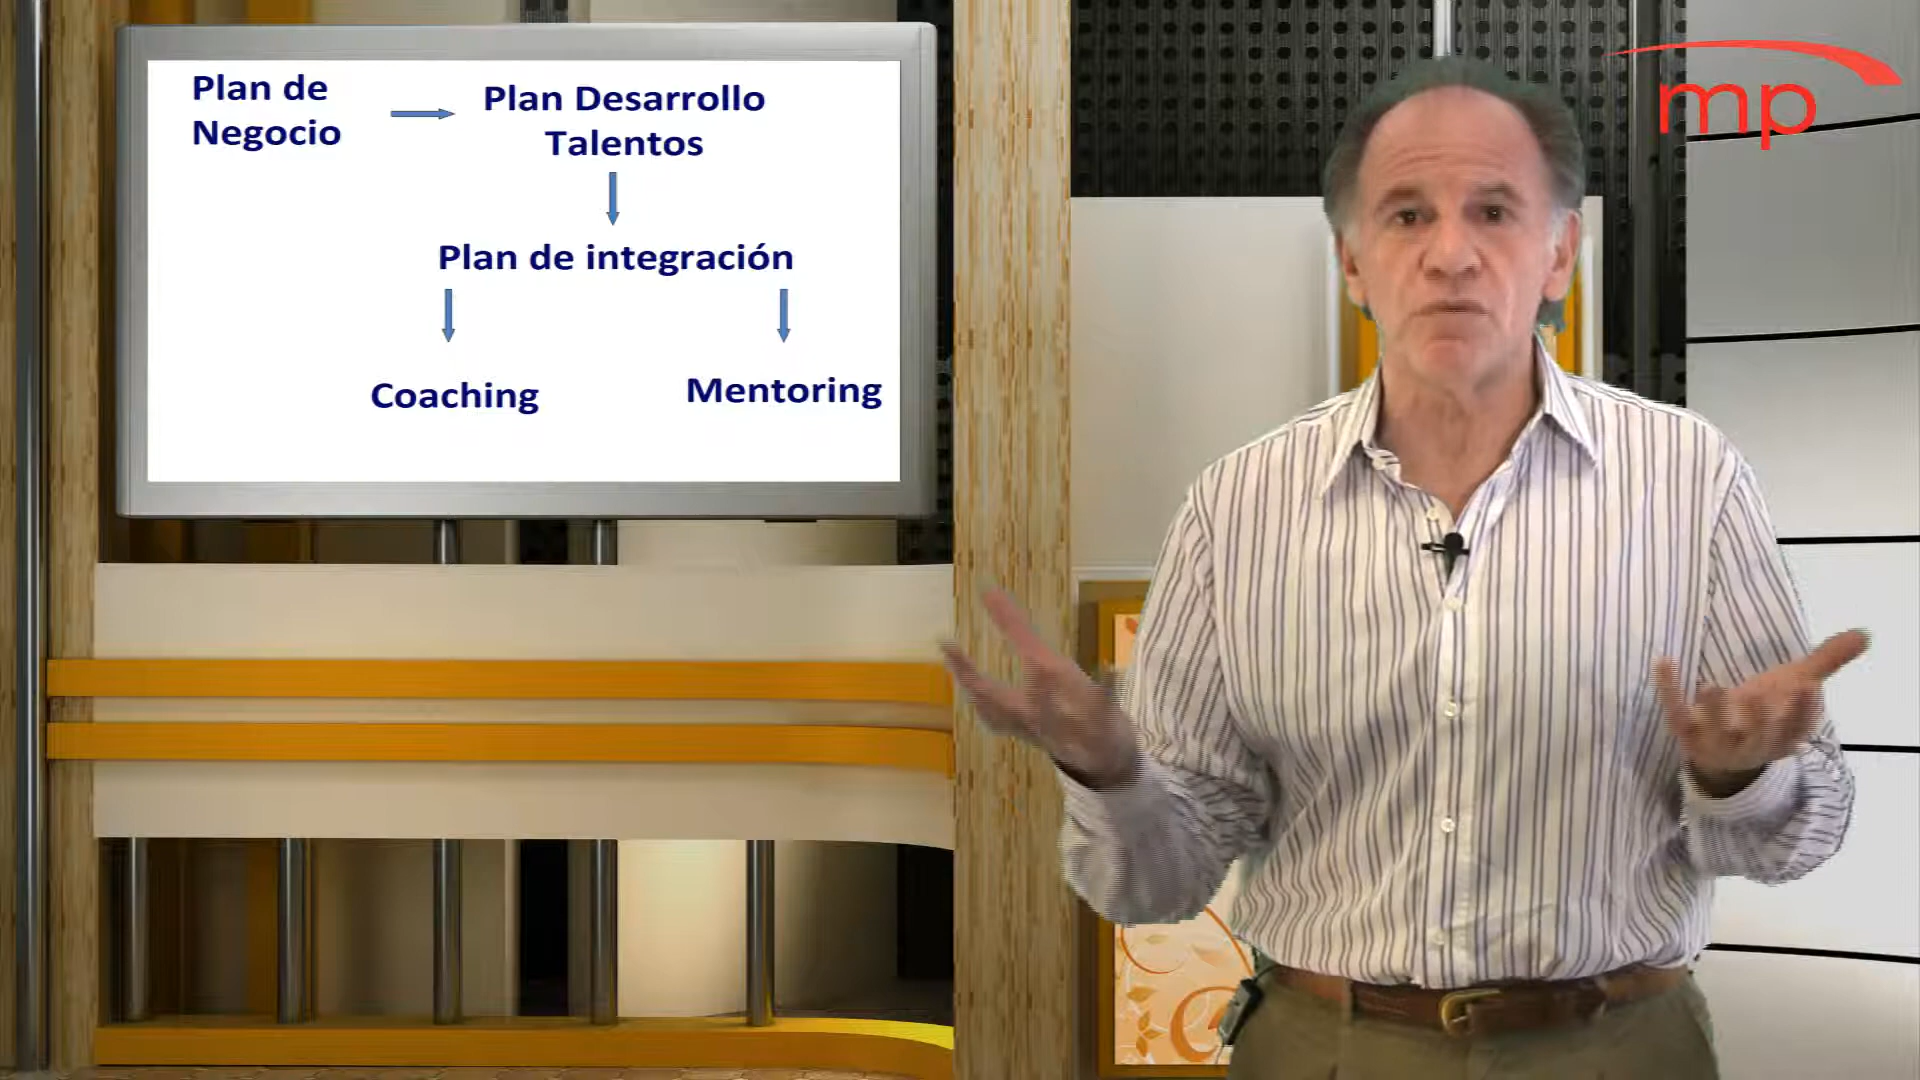 Plan de
Negocio
Plan Desarrollo
Talentos
Plan de integración
Coaching
Mentoring
mp